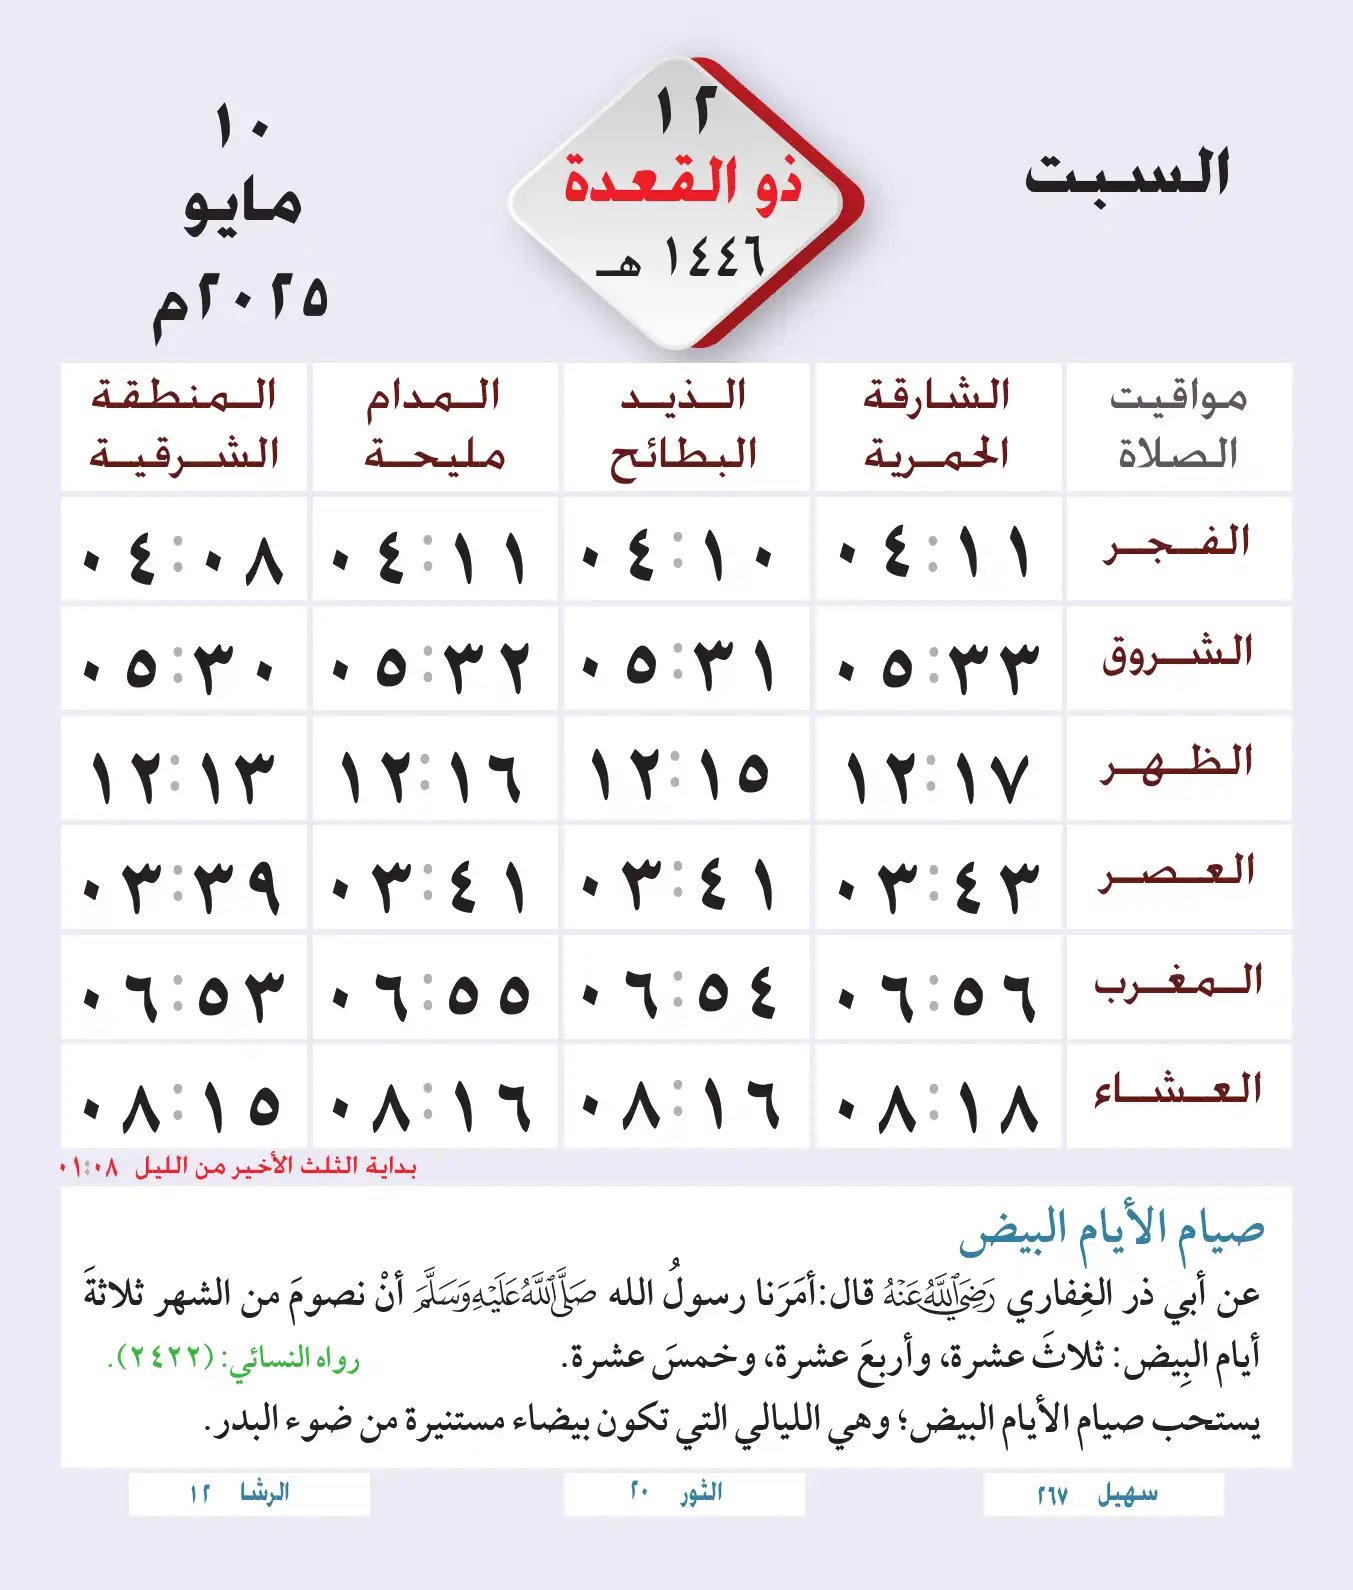 السبت
١٢
ذو القعدة
١٤٤٦ هـ
١٠
مايو
٢٠٢٥م
مواقيت الصلاة	الشارقة الحمرية	الذيد البطائح	المدام مليحة	المنطقة الشرقية
الفجر	٠٤:١١	٠٤:١٠	٠٤:١١	٠٤:٠٨
الشروق	٠٥:٣٣	٠٥:٣١	٠٥:٣٢	٠٥:٣٠
الظهر	١٢:١٧	١٢:١٥	١٢:١٦	١٢:١٣
العصر	٠٣:٤٣	٠٣:٤١	٠٣:٤١	٠٣:٣٩
المغرب	٠٦:٥٦	٠٦:٥٤	٠٦:٥٥	٠٦:٥٣
العشاء	٠٨:١٨	٠٨:١٦	٠٨:١٦	٠٨:١٥
بداية الثلث الأخير من الليل ٠١:٠٨
صيام الأيام البيض
عن أبي ذر الغِفاري رَضِيَ اللَّهُ عَنْهُ قال:أمَرَنا رسولُ الله صَلَّى اللَّهُ عَلَيْهِ وَسَلَّمَ أنْ نصومَ من الشهر ثلاثةَ
أيام البِيض: ثلاثَ عشرة، وأربعَ عشرة، وخمسَ عشرة. رواه النسائي: (٢٤٢٢).
يستحب صيام الأيام البيض؛ وهي الليالي التي تكون بيضاء مستنيرة من ضوء البدر.
سهيل ٢٦٧	الثور ٢٠	الرشا ١٢